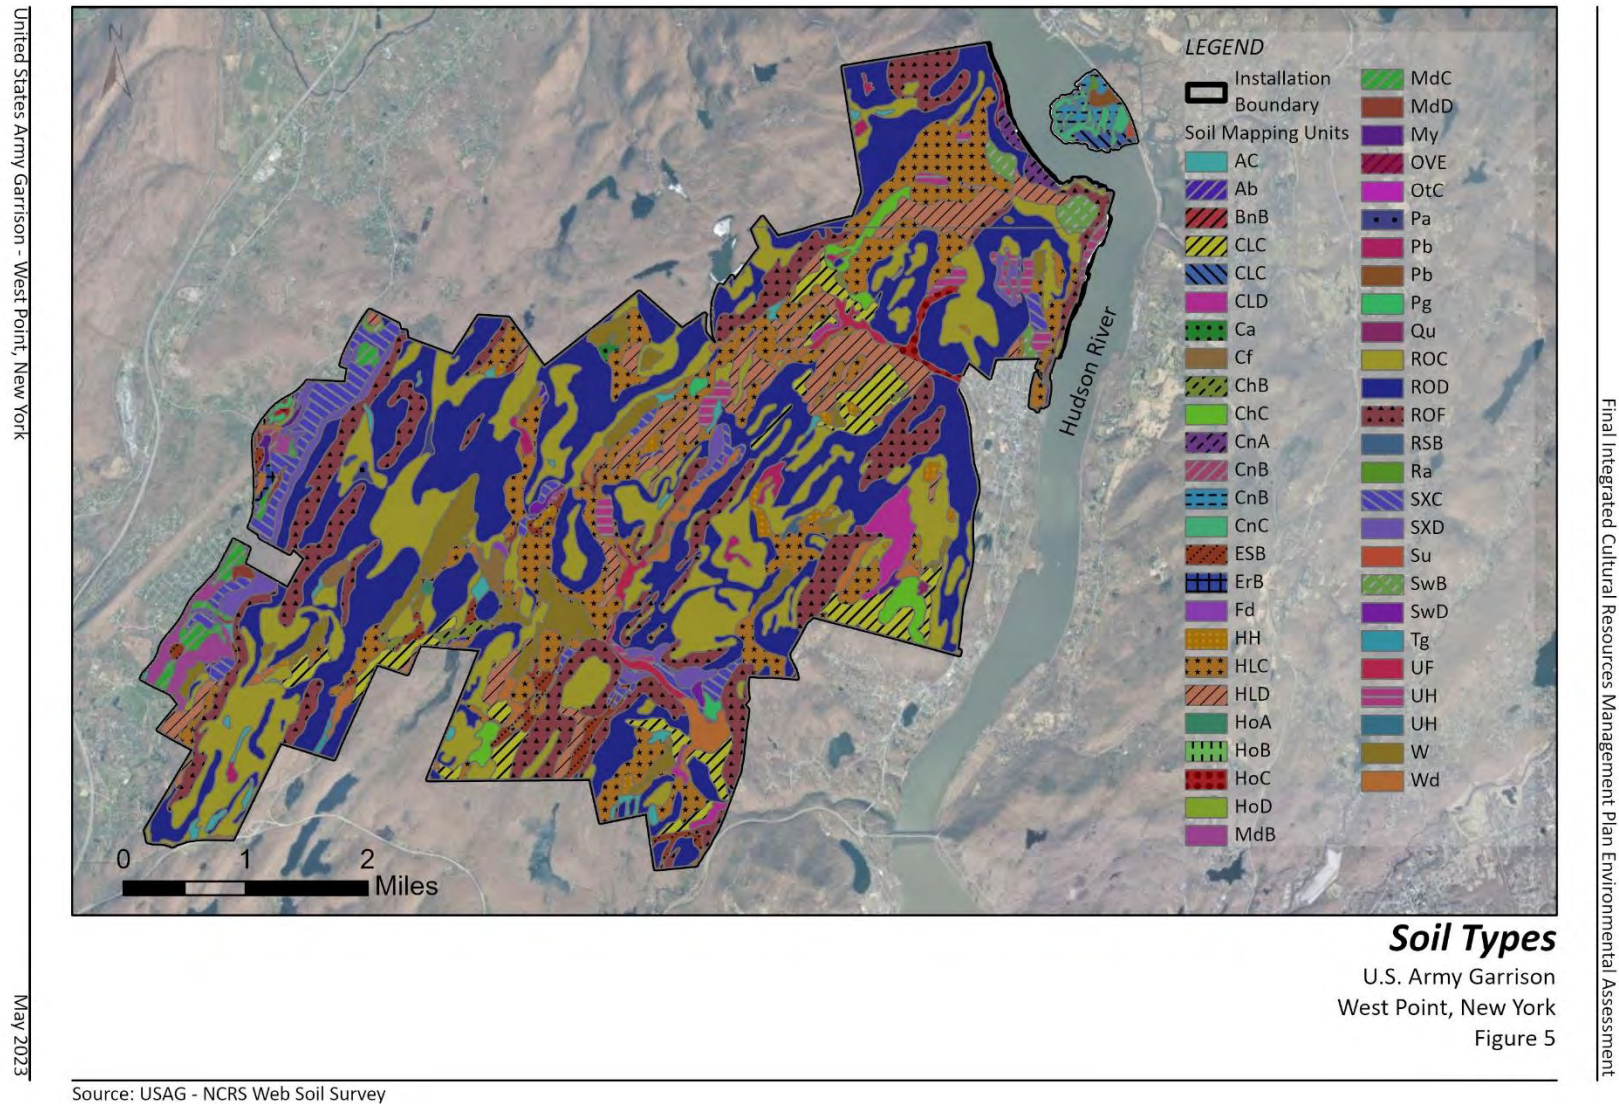 United States Army Garrison - West Point, New York
May 2023
N
LEGEND
Installation
Boundary
Soil Mapping Units
AC
Ab
BnB
CLC
CLC
CLD
Ca
Cf
ChB
ChC
CnA
CnB
CnB
CnC
ESB
ErB
Fd
HH
HLC
HLD
HoA
HoB
HoC
HoD
MdB
MdC
MdD
My
OVE
OtC
Pa
Pb
Pb
Pg
Qu
ROC
ROD
ROF
RSB
Ra
SXC
SXD
Su
SwB
SwD
Tg
UF
UH
UH
W
Wd
Hudson River
0 1 2
Miles
Soil Types
U.S. Army Garrison
West Point, New York
Figure 5
Source: USAG - NCRS Web Soil Survey
Final Integrated Cultural Resources Management Plan Environmental Assessment